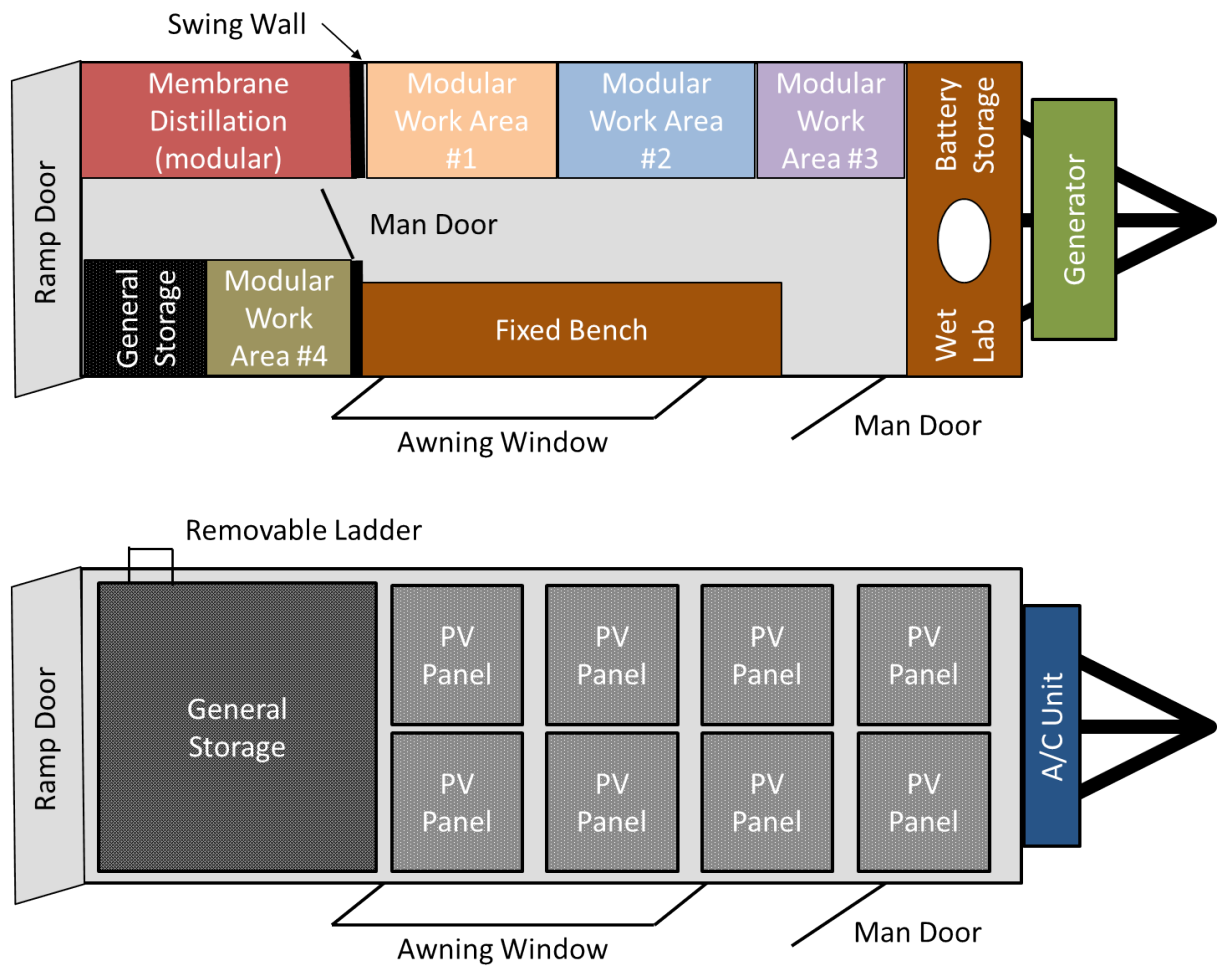 Swing Wall
Membrane
Distillation
(modular)
Modular
Work Area
#1
Modular
Work Area
#2
Modular
Work
Area #3
Battery
Storage
Ramp Door
Man Door
Generator
General
Storage
Modular
Work
Area #4
Fixed Bench
Wet
Lab
Awning Window
Man Door
Removable Ladder
Ramp Door
General
Storage
PV
Panel
PV
Panel
PV
Panel
PV
Panel
PV
Panel
PV
Panel
PV
Panel
PV
Panel
A/C Unit
Awning Window
Man Door